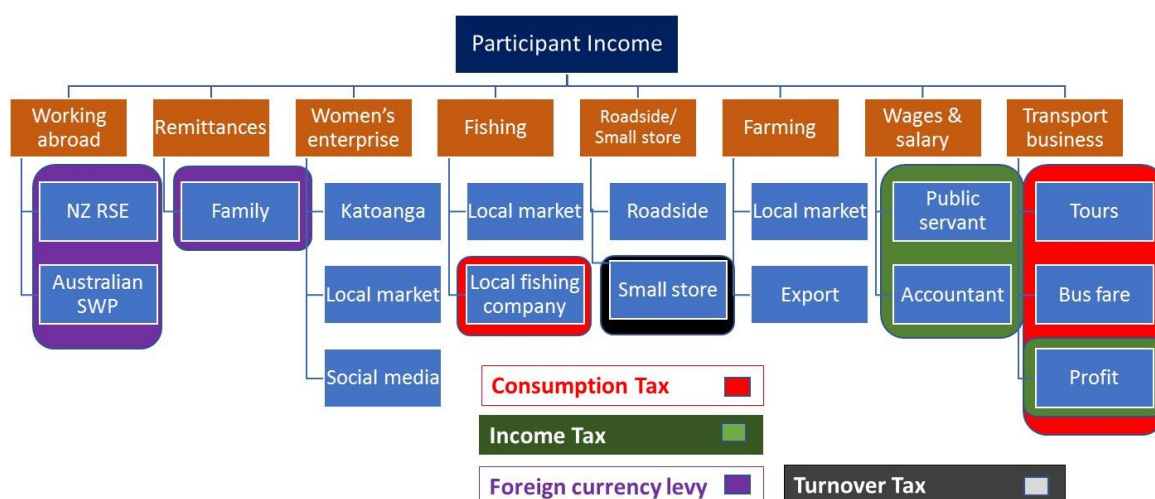 Participant Income
Working
abroad
Remittances
Women's
enterprise
Fishing
Roadside/
Small store
Farming
Wages &
salary
Transport
business
NZ RSE
Family
Katoanga
Local market
Roadside
Local market
Public
servant
Tours
Australian
SWP
Local market
Local fishing
company
Small store
Export
Accountant
Bus fare
Social media
Profit
Consumption Tax
Income Tax
Foreign currency levy
Turnover Tax